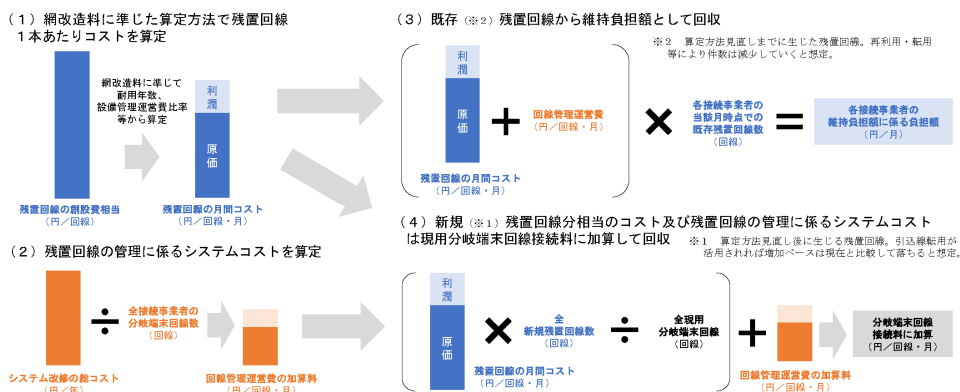 （１）網改造料に準じた算定方法で残置回線
１本あたりコストを算定
網改造料に準じて
耐用年数、
設備管理運営費比率
等から算定
利潤
原価
残置回線の創設費相当
（円／回線）
残置回線の月間コスト
（円／回線・月）
（２）残置回線の管理に係るシステムコストを算定
÷
全接続事業者の
分岐端末回線数
（回線）
システム改修の総コスト
（円／年）
回線管理運営費の加算料
（円／回線・月）
（３）既存（※２）残置回線から維持負担額として回収
※２　算定方法見直しまでに生じた残置回線。再利用・転用
等により件数は減少していくと想定。
利潤
原価
＋
回線管理運営費
（円／回線・月）
×
各接続事業者の
当該月時点での
既存残置回線数
（回線）
＝
各接続事業者の
維持負担額に係る負担額
（円／月）
残置回線の月間コスト
（円／回線・月）
（４）新規（※１）残置回線分相当のコスト及び残置回線の管理に係るシステムコスト
は現用分岐端末回線接続料に加算して回収
※１　算定方法見直し後に生じる残置回線。引込線転用が
活用されれば増加ペースは現在と比較して落ちると想定。
利潤
原価
×
全
新規残置回線数
（回線）
÷
全現用
分岐端末回線
（回線）
＋
分岐端末回線
接続料に加算
（円／回線・月）
残置回線の月間コスト
（円／回線・月）
回線管理運営費の加算料
（円／回線・月）